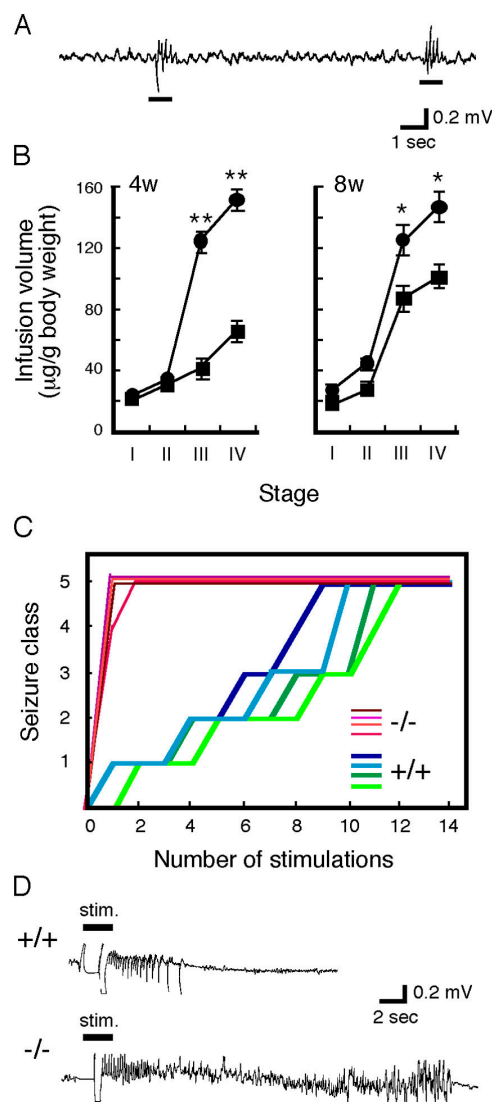 A
0.2 mV
1 sec
B
4w
8w
** **
* *
160
120
80
40
0
Infusion volume
(μg/g body weight)
I II III IV
I II III IV
Stage
C
5
4
3
2
1
Seizure class
-/-
+/+
0 2 4 6 8 10 12 14
Number of stimulations
D
stim.
+/+
0.2 mV
2 sec
stim.
-/-